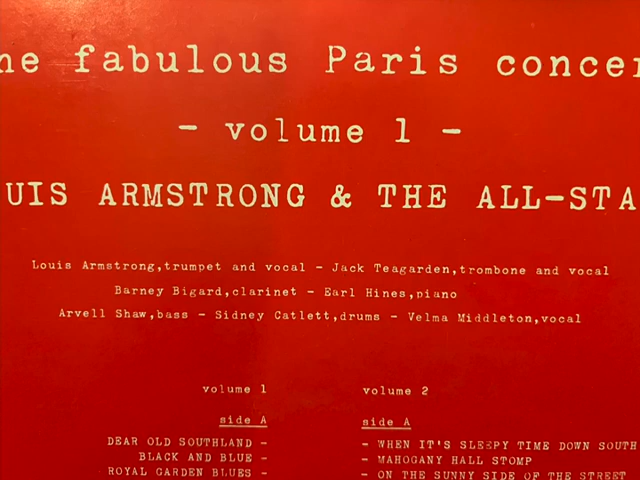 ne fabulous Paris concer
- volume 1 -
UIS ARMSTRONG & THE ALL-STA
Louis Armstrong,trumpet and vocal - Jack Teagarden,trombone and vocal
Barney Bigard,clarinet - Earl Hines,piano
Arvell Shaw,bass - Sidney Catlett,drums - Velma Middleton,vocal
volume 1 volume 2
side A side A
DEAR OLD SOUTHLAND - - WHEN IT'S SLEEPY TIME DOWN SOUTH
BLACK AND BLUE - - MAHOGANY HALL STOMP
ROYAL GARDEN BLUES - - ON THE SUNNY SIDE OF THE STREET